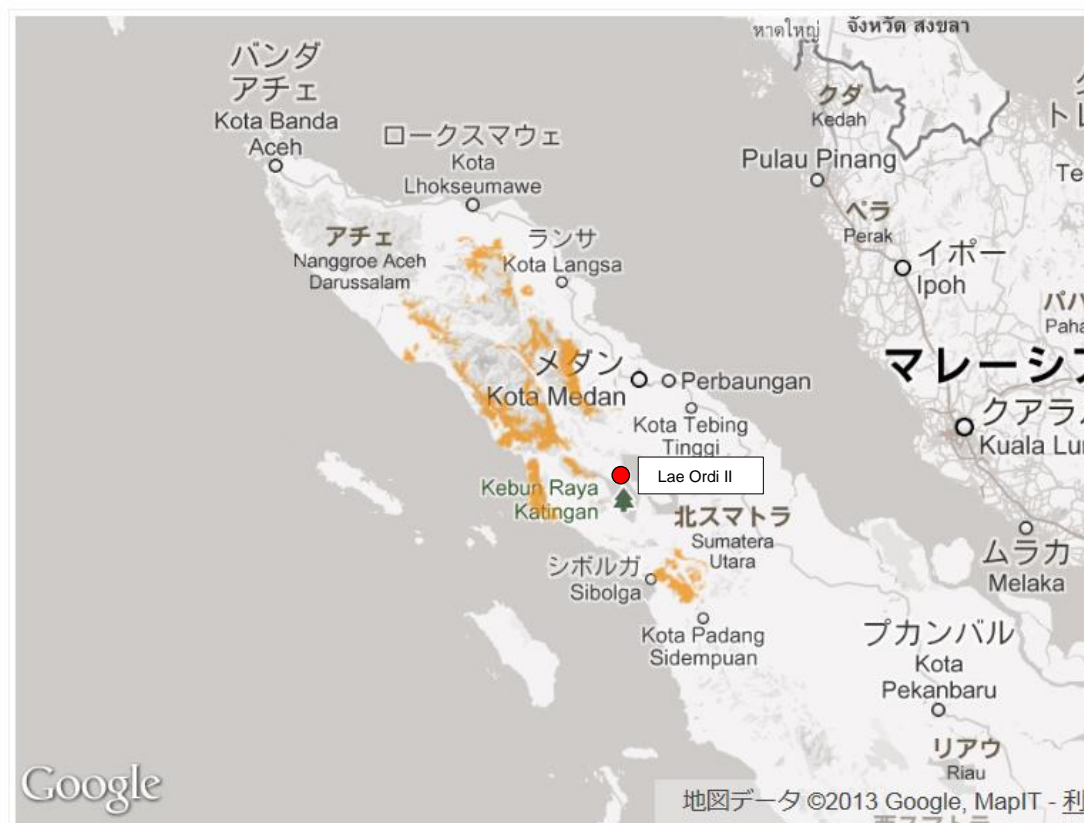 หาดใหญ่
จังหวัด สงขลา
バンダ
アチェ
Kota Banda
Aceh
ロークスマウェ
Kota
Lhokseumawe
クダ
Kedah
Pulau Pinang
アチェ
Nanggroe Aceh
Darussalam
ランサ
Kota Langsa
ペラ
Perak
イポー
Ipoh
メダン
Kota Medan
Perbaungan
Kota Tebing
Tinggi
マレーシ
クアラ
Kuala Lu
Lae Ordi II
Kebun Raya
Katingan
北スマトラ
Sumatera
Utara
シボルガ
Sibolga
ムラカ
Melaka
Kota Padang
Sidempuan
プカンバル
Kota
Pekanbaru
リアウ
Riau
Google
地図データ ©2013 Google, MapIT - 利